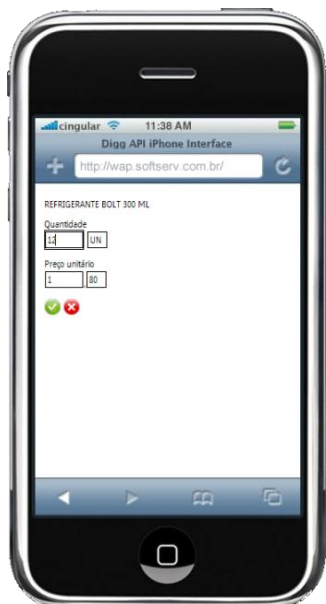 cingular 11:38 AM
Digg API iPhone Interface
http://wap.softserv.com.br/
REFRIGERANTE BOLT 300 ML
Quantidade
12 UN
Preço unitário
1 80